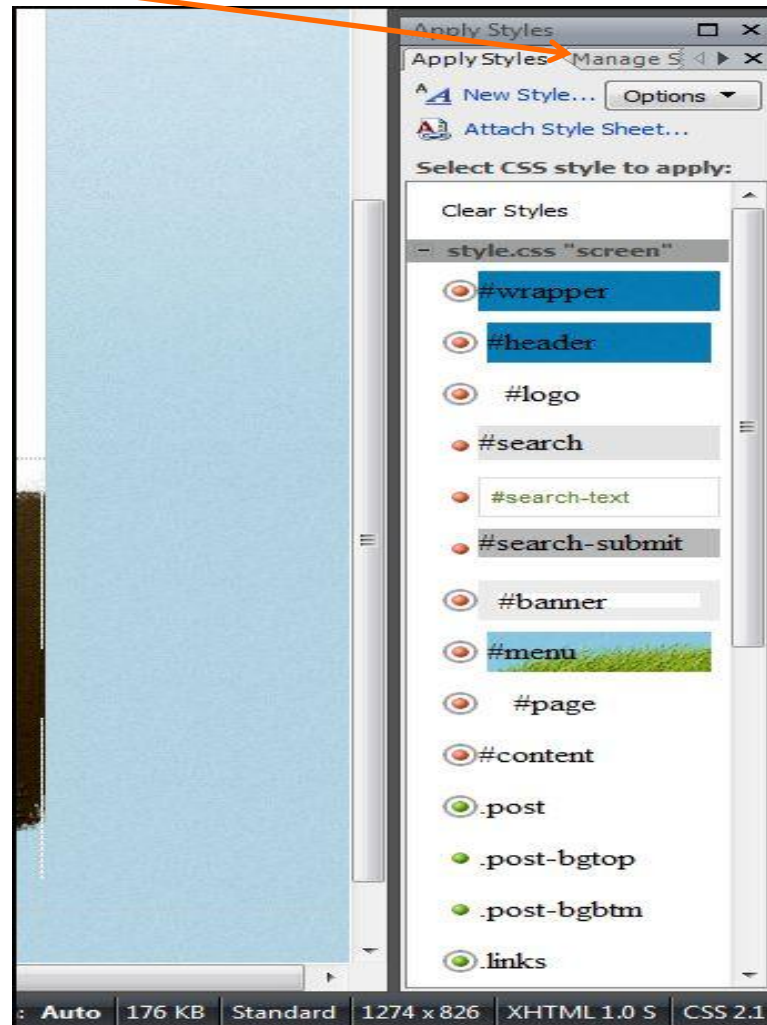 Apply Styles
Apply Styles Manage S
New Style... Options
Attach Style Sheet...
Select CSS style to apply:
Clear Styles
- style.css "screen"
#wrapper
#header
#logo
#search
#search-text
#search-submit
#banner
#menu
#page
#content
.post
.post-bgtop
.post-bgbtm
.links
: Auto 176 KB Standard 1274 x 826 XHTML 1.0 S CSS 2.1